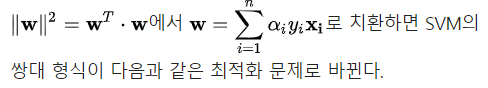 ‖𝐰‖² = 𝐰ᵀ · 𝐰에서 𝐰 = ∑_{i=1}^{n} αᵢyᵢ𝐱ᵢ로 치환하면 SVM의
쌍대 형식이 다음과 같은 최적화 문제로 바뀐다.